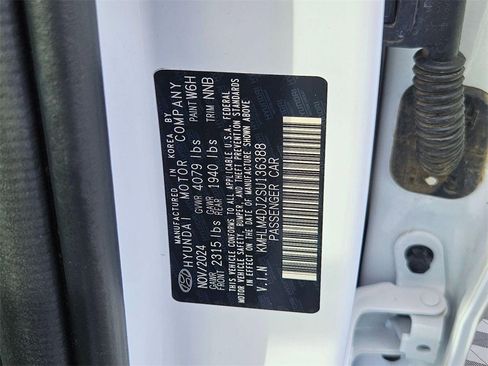 MANUFACTURED IN KOREA BY
HYUNDAI MOTOR COMPANY
NOV/2024 GVWR 4079 lbs PAINT W6H
GAWR FRONT 2315 lbs GAWR REAR 1940 lbs TRIM NNB
THIS VEHICLE CONFORMS TO ALL APPLICABLE U.S.A. FEDERAL
MOTOR VEHICLE SAFETY, BUMPER, AND THEFT PREVENTION STANDARDS
IN EFFECT ON THE DATE OF MANUFACTURE SHOWN ABOVE
V.I.N KMHLM4DJ2SU136388
PASSENGER CAR